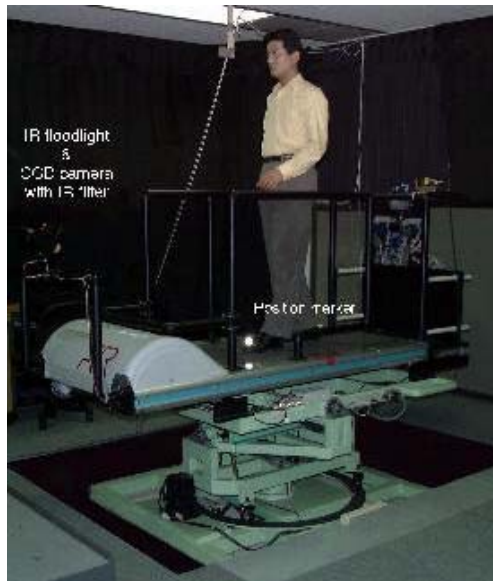 IR floodlight
&
CCD camera
with IR filter
Position marker